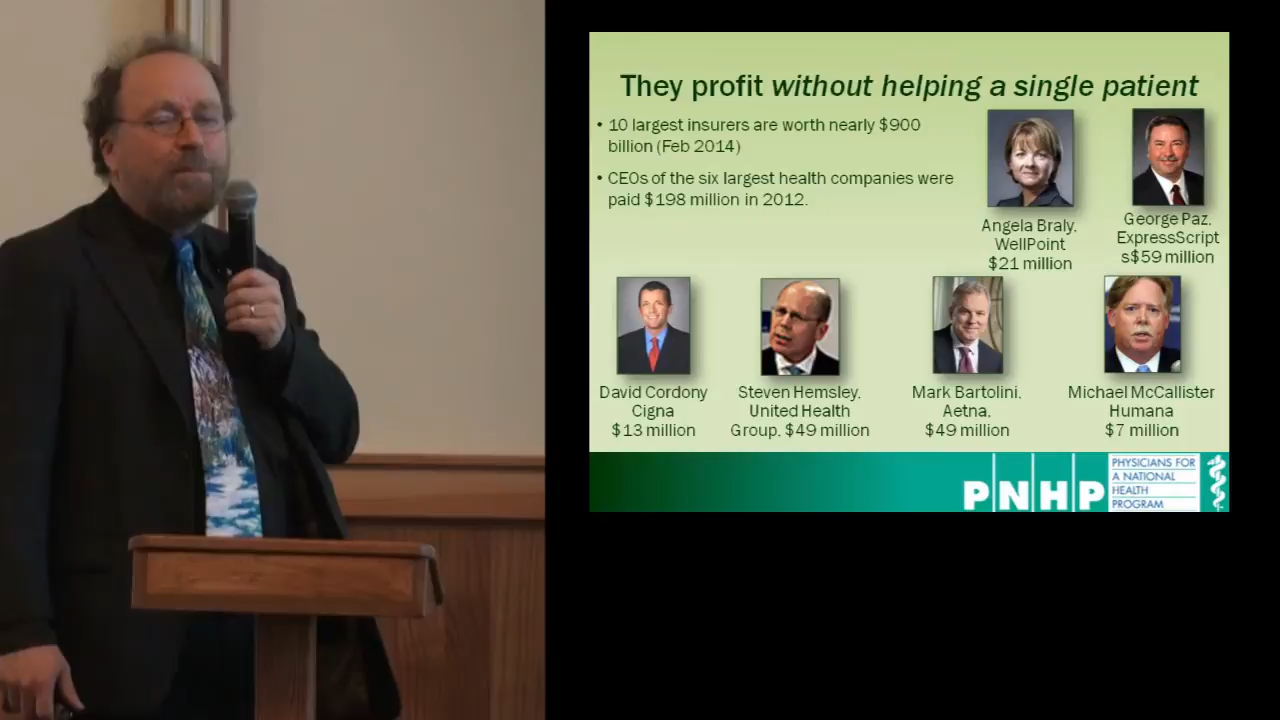 They profit without helping a single patient
• 10 largest insurers are worth nearly $900
billion (Feb 2014)
• CEOs of the six largest health companies were
paid $198 million in 2012.
Angela Braly,
WellPoint
$21 million
George Paz,
ExpressScript
s$59 million
David Cordony
Cigna
$13 million
Steven Hemsley,
United Health
Group, $49 million
Mark Bartolini,
Aetna,
$49 million
Michael McCallister
Humana
$7 million
PNHP
PHYSICIANS FOR
A NATIONAL
HEALTH
PROGRAM